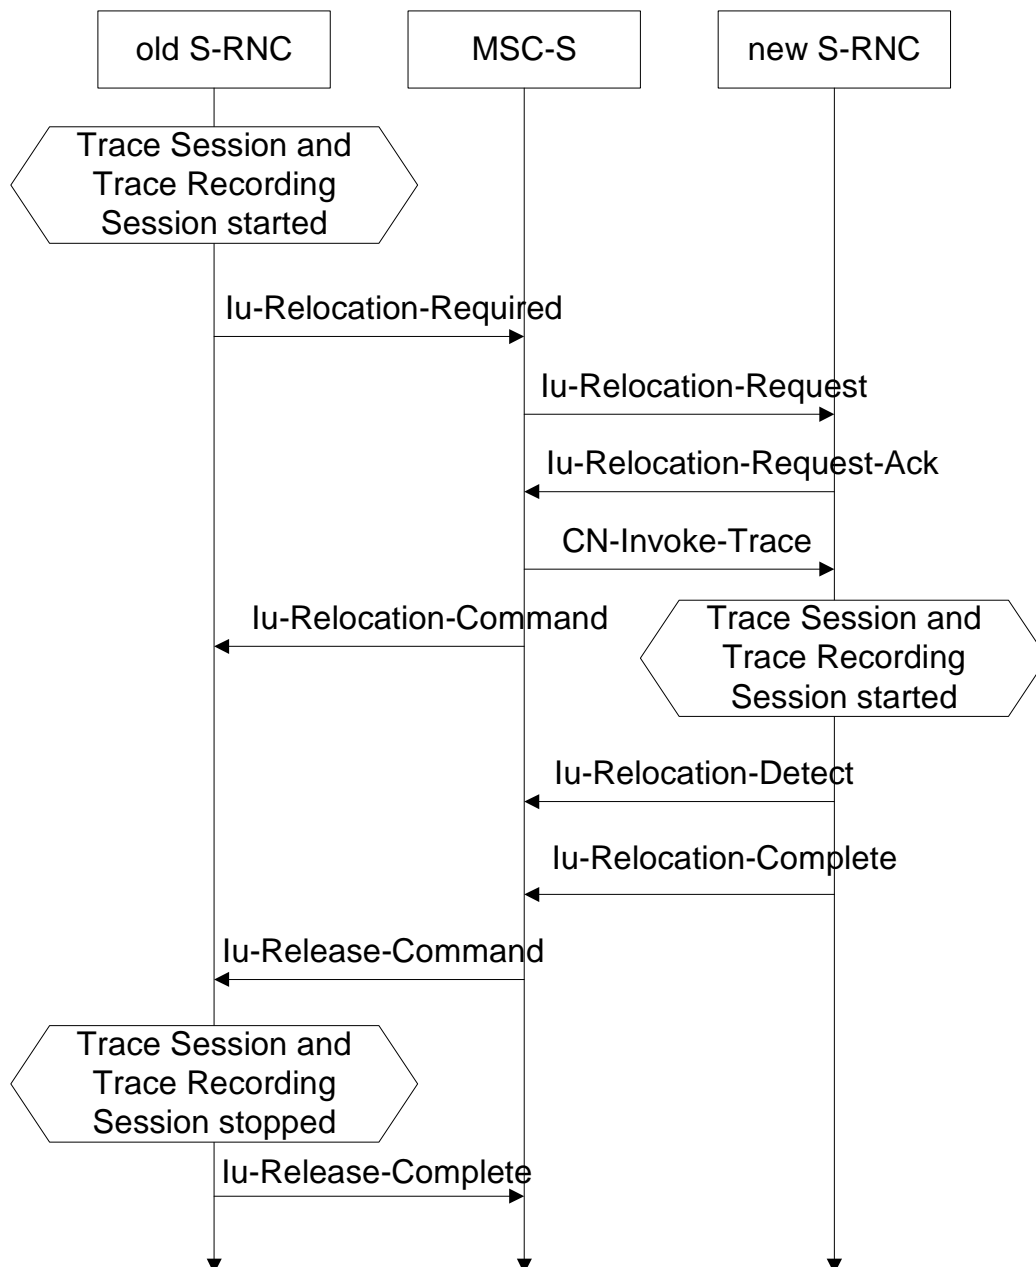 old S-RNC
MSC-S
new S-RNC
Trace Session and
Trace Recording
Session started
Iu-Relocation-Required
Iu-Relocation-Request
Iu-Relocation-Request-Ack
CN-Invoke-Trace
Iu-Relocation-Command
Trace Session and
Trace Recording
Session started
Iu-Relocation-Detect
Iu-Relocation-Complete
Iu-Release-Command
Trace Session and
Trace Recording
Session stopped
Iu-Release-Complete